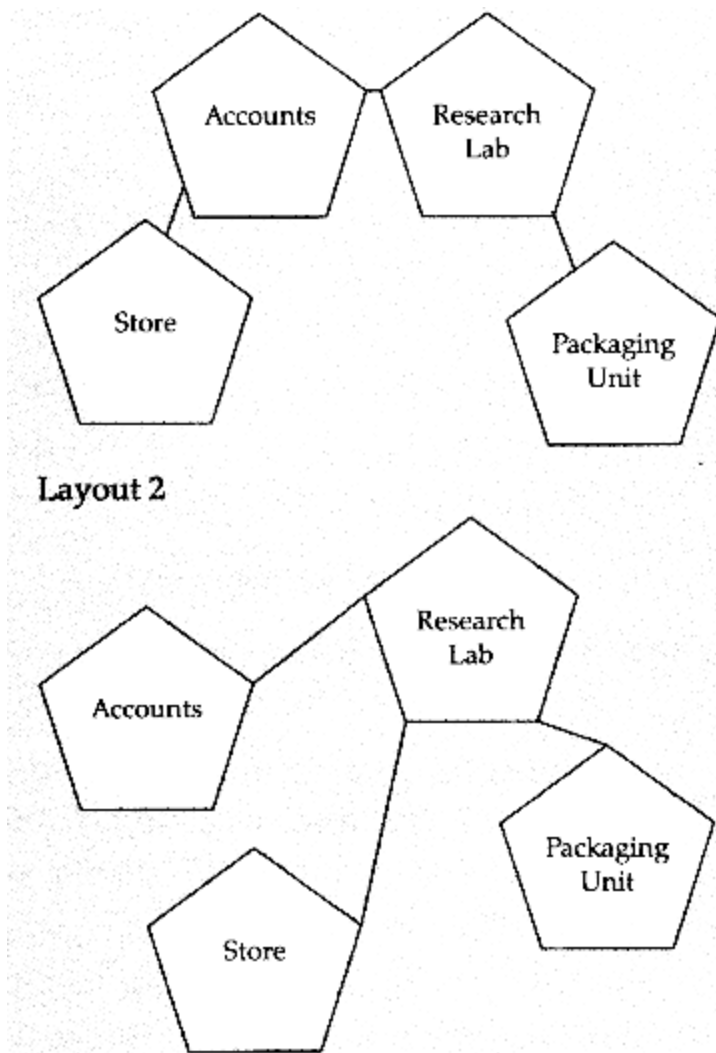 Accounts
Research
Lab
Store
Packaging
Unit
Layout 2
Research
Lab
Accounts
Packaging
Unit
Store